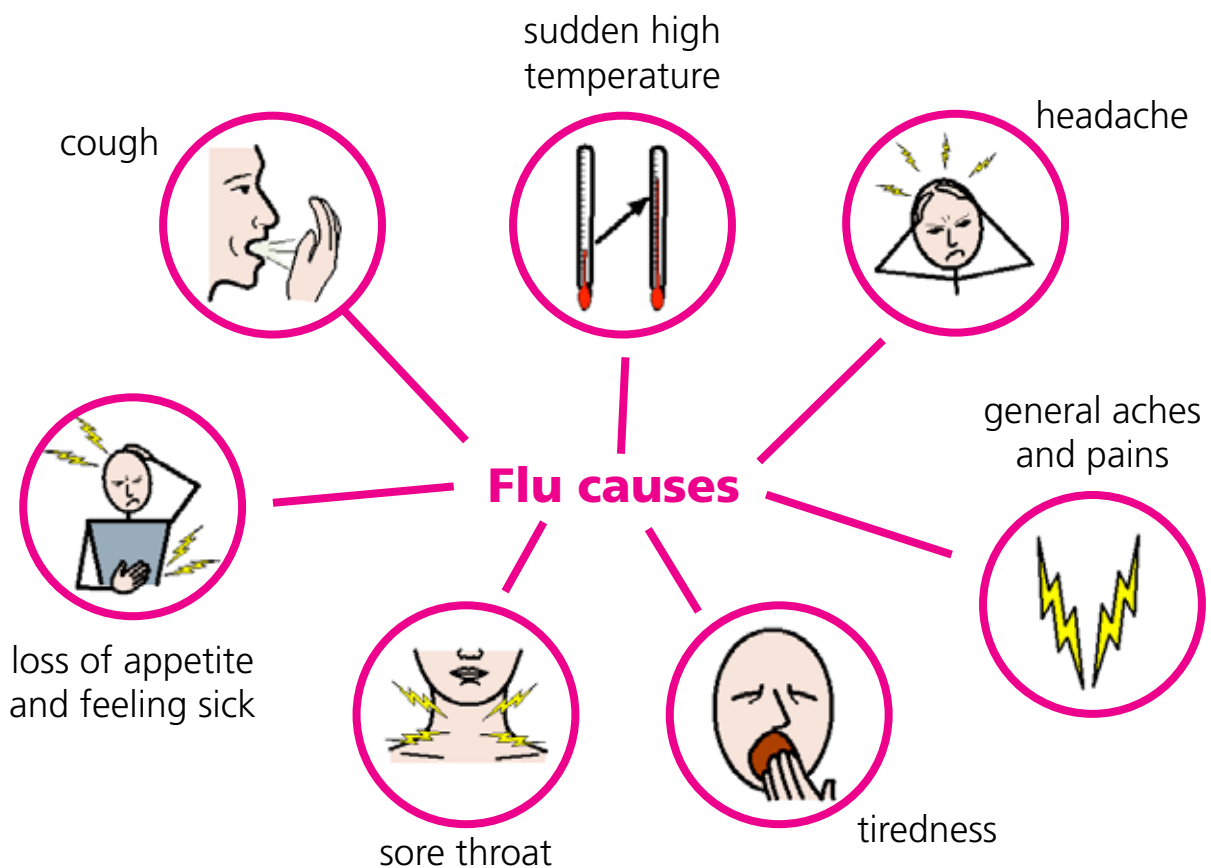 sudden high
temperature
cough
headache
general aches
and pains
Flu causes
loss of appetite
and feeling sick
sore throat
tiredness